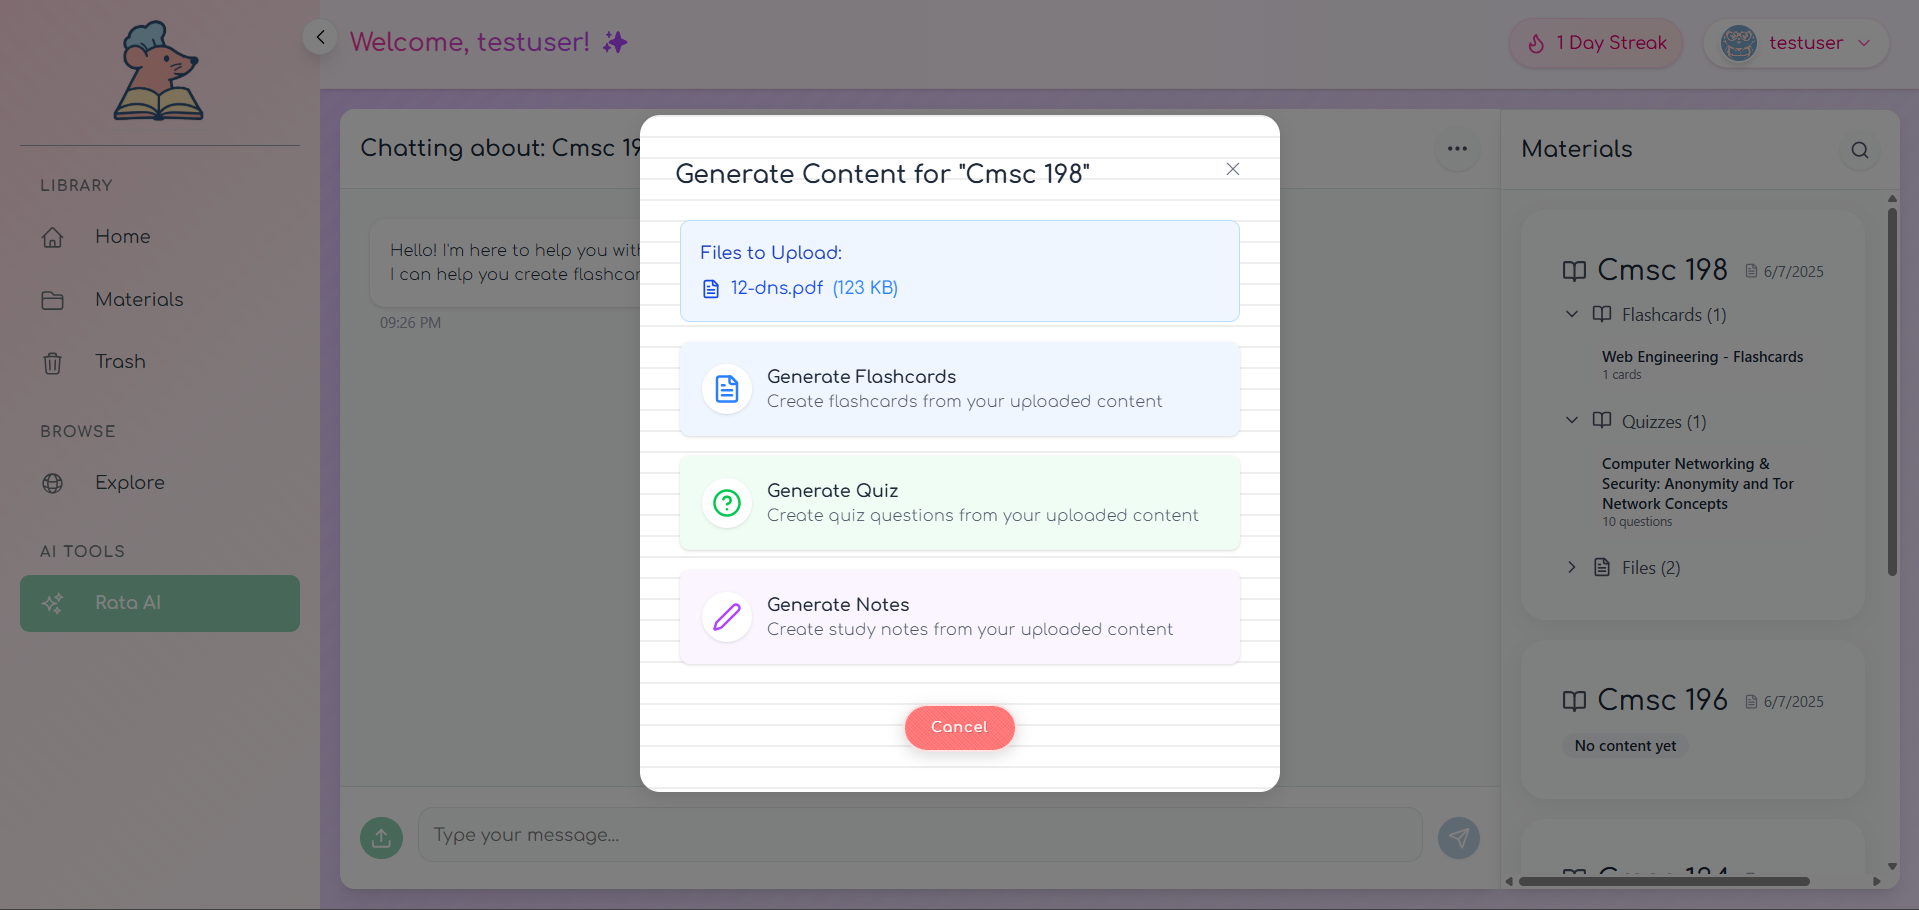 Welcome, testuser!
1 Day Streak
testuser
LIBRARY
Home
Materials
Trash
BROWSE
Explore
AI TOOLS
Rata AI
Chatting about: Cmsc 19
Hello! I'm here to help you with
I can help you create flashcar
09:26 PM
Type your message...
Generate Content for "Cmsc 198"
Files to Upload:
12-dns.pdf (123 KB)
Generate Flashcards
Create flashcards from your uploaded content
Generate Quiz
Create quiz questions from your uploaded content
Generate Notes
Create study notes from your uploaded content
Cancel
Materials
Cmsc 198 6/7/2025
Flashcards (1)
Web Engineering - Flashcards
1 cards
Quizzes (1)
Computer Networking &
Security: Anonymity and Tor
Network Concepts
10 questions
Files (2)
Cmsc 196 6/7/2025
No content yet